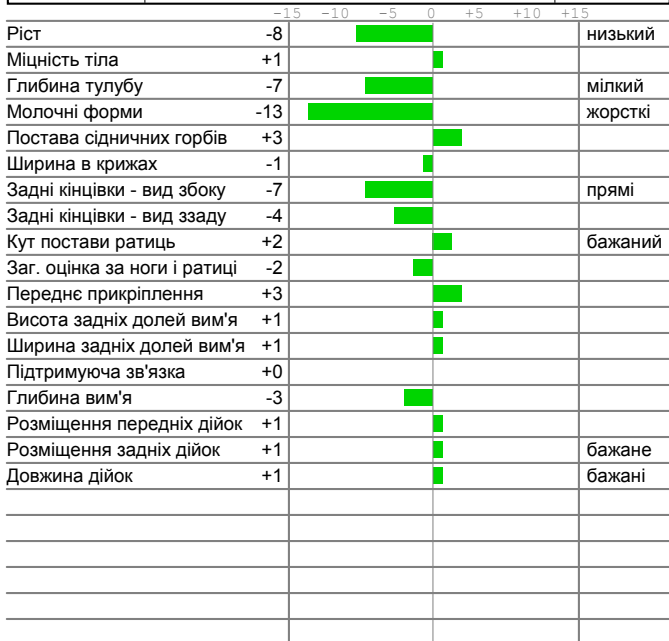 -15 -10 -5 0 +5 +10 +15
Ріст -8 низький
Міцність тіла +1
Глибина тулубу -7 мілкий
Молочні форми -13 жорсткі
Постава сідничних горбів +3
Ширина в крижах -1
Задні кінцівки - вид збоку -7 прямі
Задні кінцівки - вид ззаду -4
Кут постави ратиць +2 бажаний
Заг. оцінка за ноги і ратиці -2
Переднє прикріплення +3
Висота задніх долей вим'я +1
Ширина задніх долей вим'я +1
Підтримуюча зв'язка +0
Глибина вим'я -3
Розміщення передніх дійок +1
Розміщення задніх дійок +1 бажане
Довжина дійок +1 бажані